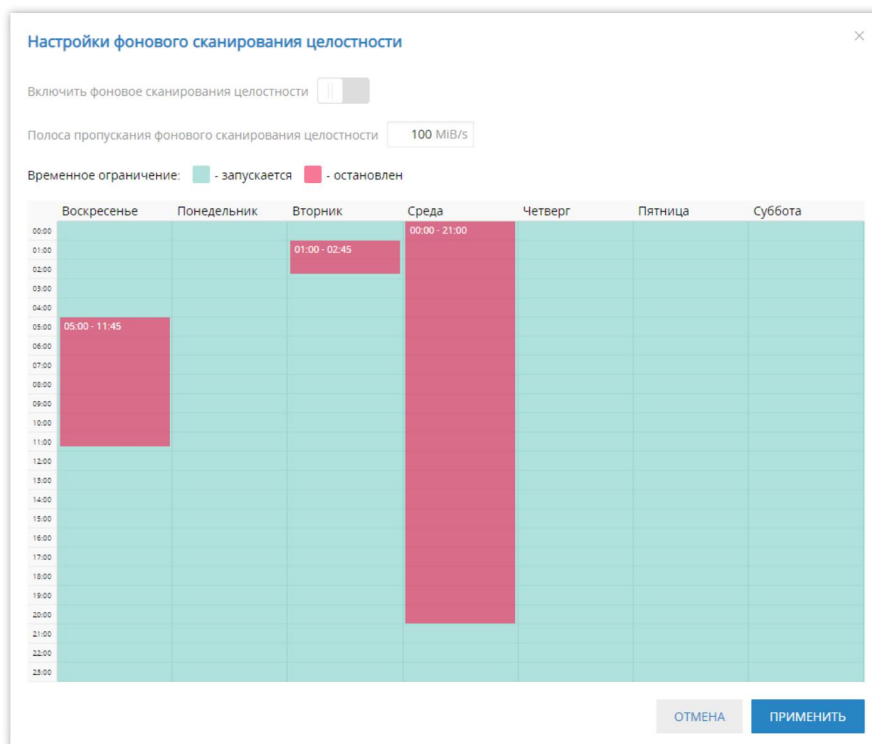 Настройки фонового сканирования целостности
×
Включить фоновое сканирования целостности
Полоса пропускания фонового сканирования целостности 100 MiB/s
Временное ограничение: - запускается - остановлен
Воскресенье Понедельник Вторник Среда Четверг Пятница Суббота
00:00 00:00 - 21:00
01:00 01:00 - 02:45
02:00
03:00
04:00
05:00 05:00 - 11:45
06:00
07:00
08:00
09:00
10:00
11:00
12:00
13:00
14:00
15:00
16:00
17:00
18:00
19:00
20:00
21:00
22:00
23:00
ОТМЕНА ПРИМЕНИТЬ